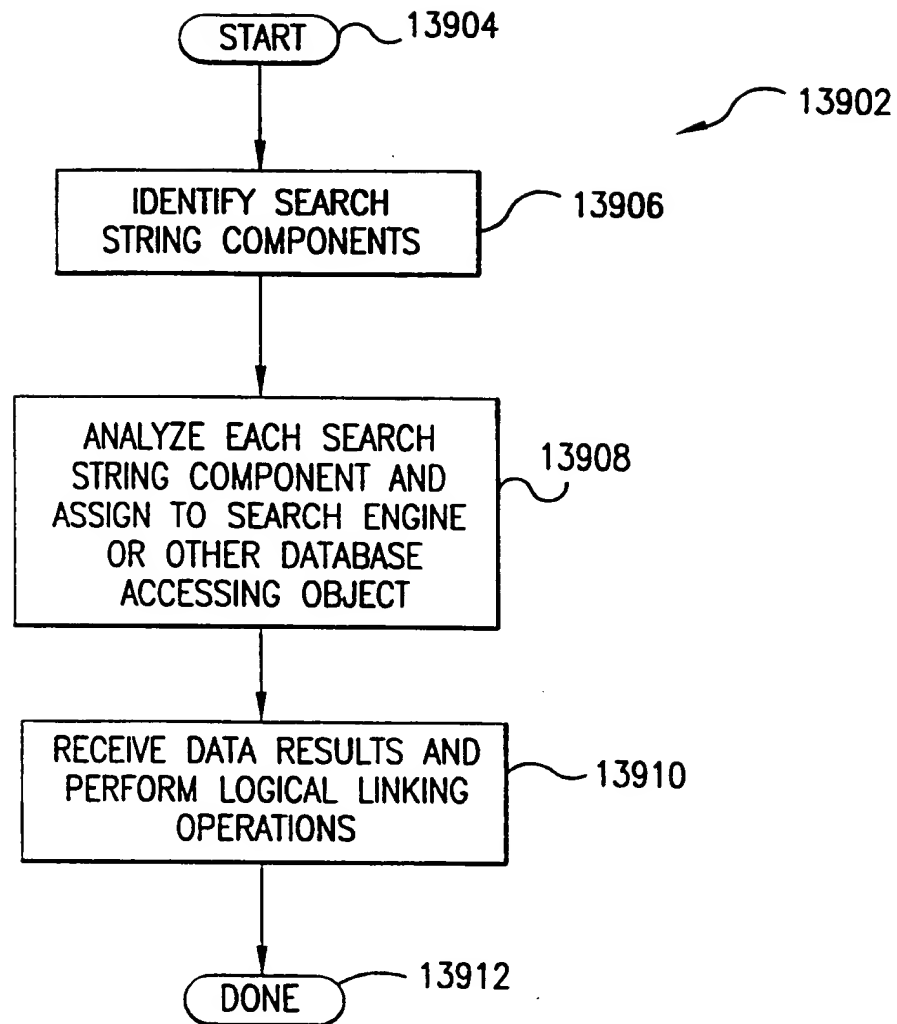 START
13904
13902
IDENTIFY SEARCH
STRING COMPONENTS
13906
ANALYZE EACH SEARCH
STRING COMPONENT AND
ASSIGN TO SEARCH ENGINE
OR OTHER DATABASE
ACCESSING OBJECT
13908
RECEIVE DATA RESULTS AND
PERFORM LOGICAL LINKING
OPERATIONS
13910
DONE
13912